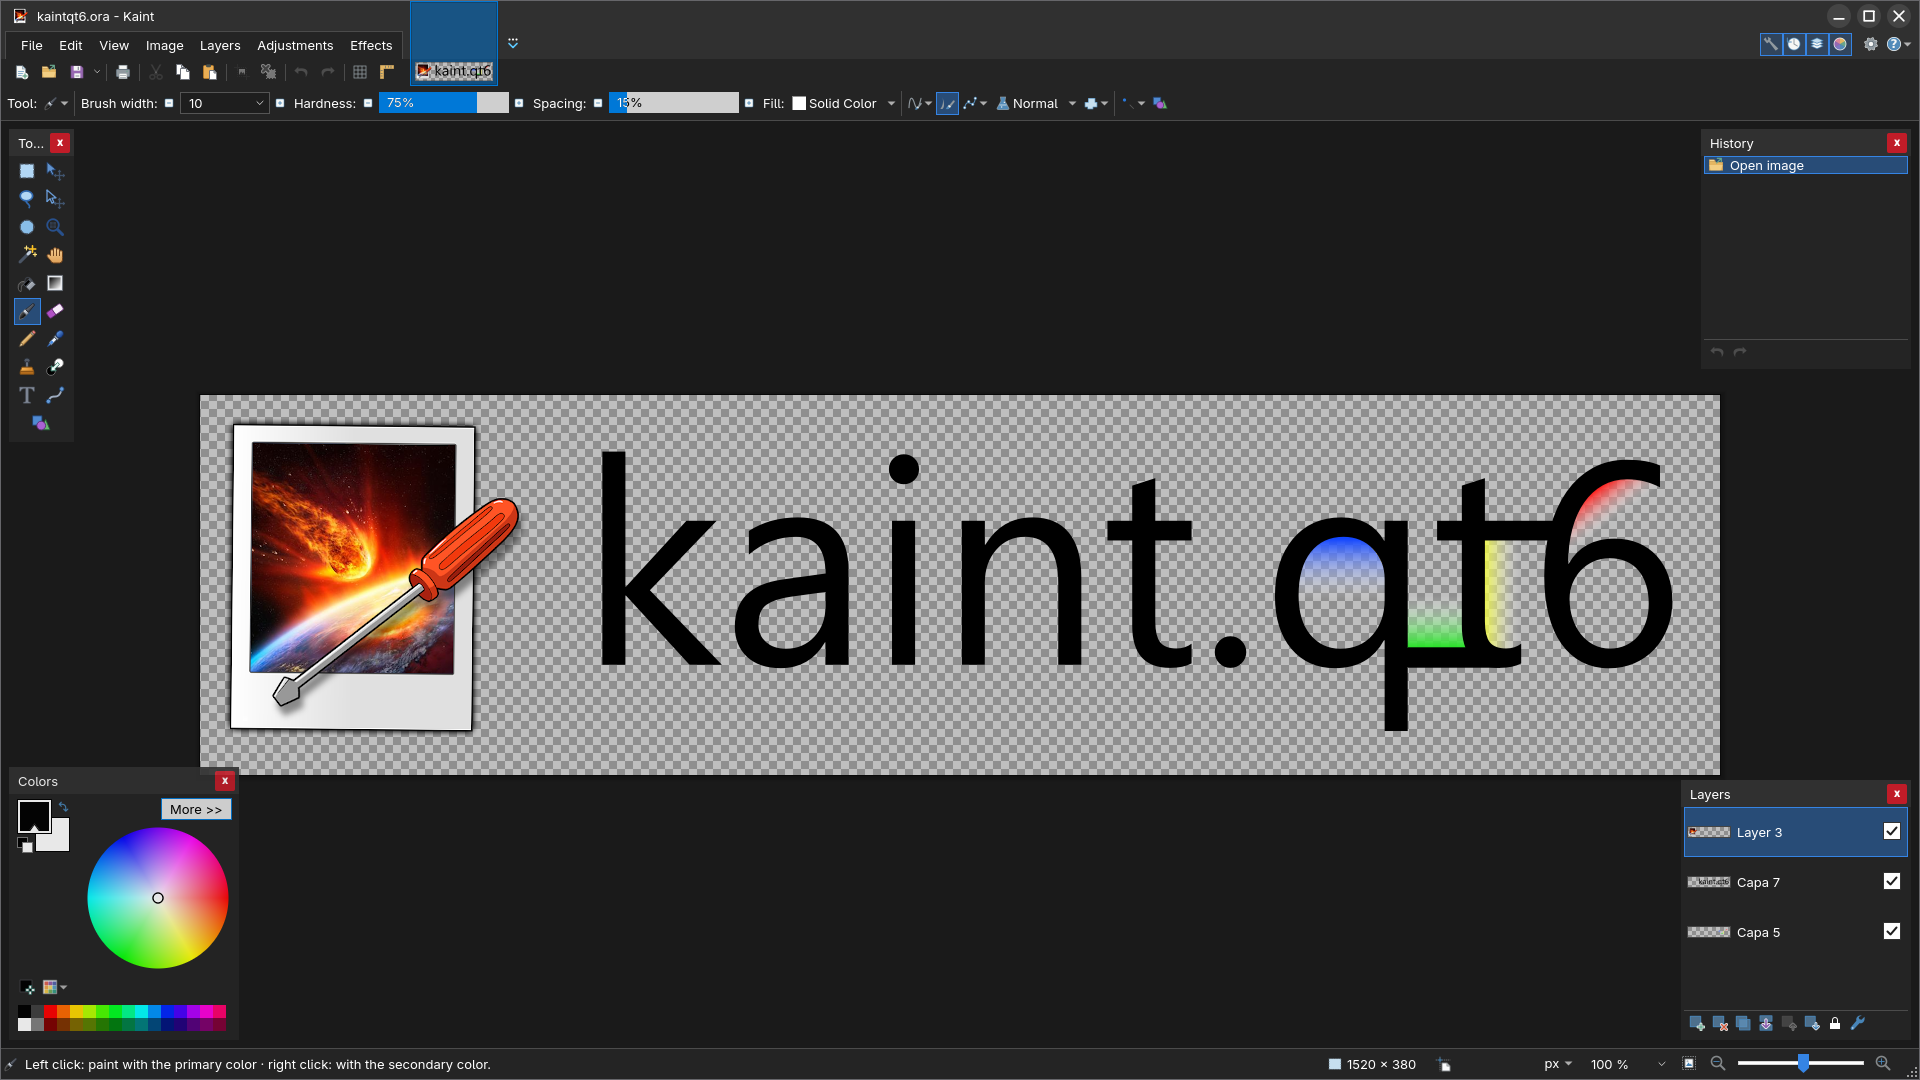 kaintqt6.ora - Kaint
File Edit View Image Layers Adjustments Effects
kaint.qt6
Tool: Brush width: 10 Hardness: 75% Spacing: 15% Fill: Solid Color Normal
To...
History
Open image
kaint.qt6
Colors
More >>
Layers
Layer 3
Capa 7
Capa 5
Left click: paint with the primary color · right click: with the secondary color.
1520 × 380
px
100 %